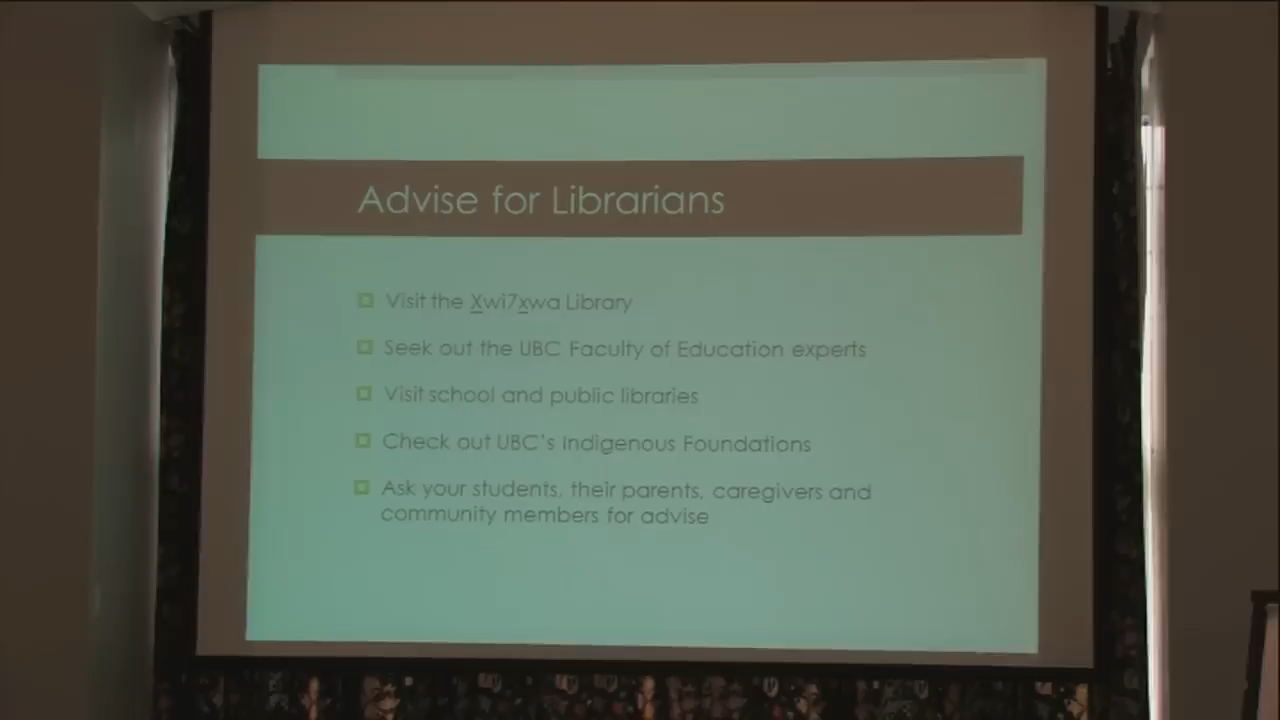 Advise for Librarians
Visit the X̲wi7x̲wa Library
Seek out the UBC Faculty of Education experts
Visit school and public libraries
Check out UBC's Indigenous Foundations
Ask your students, their parents, caregivers and
community members for advise